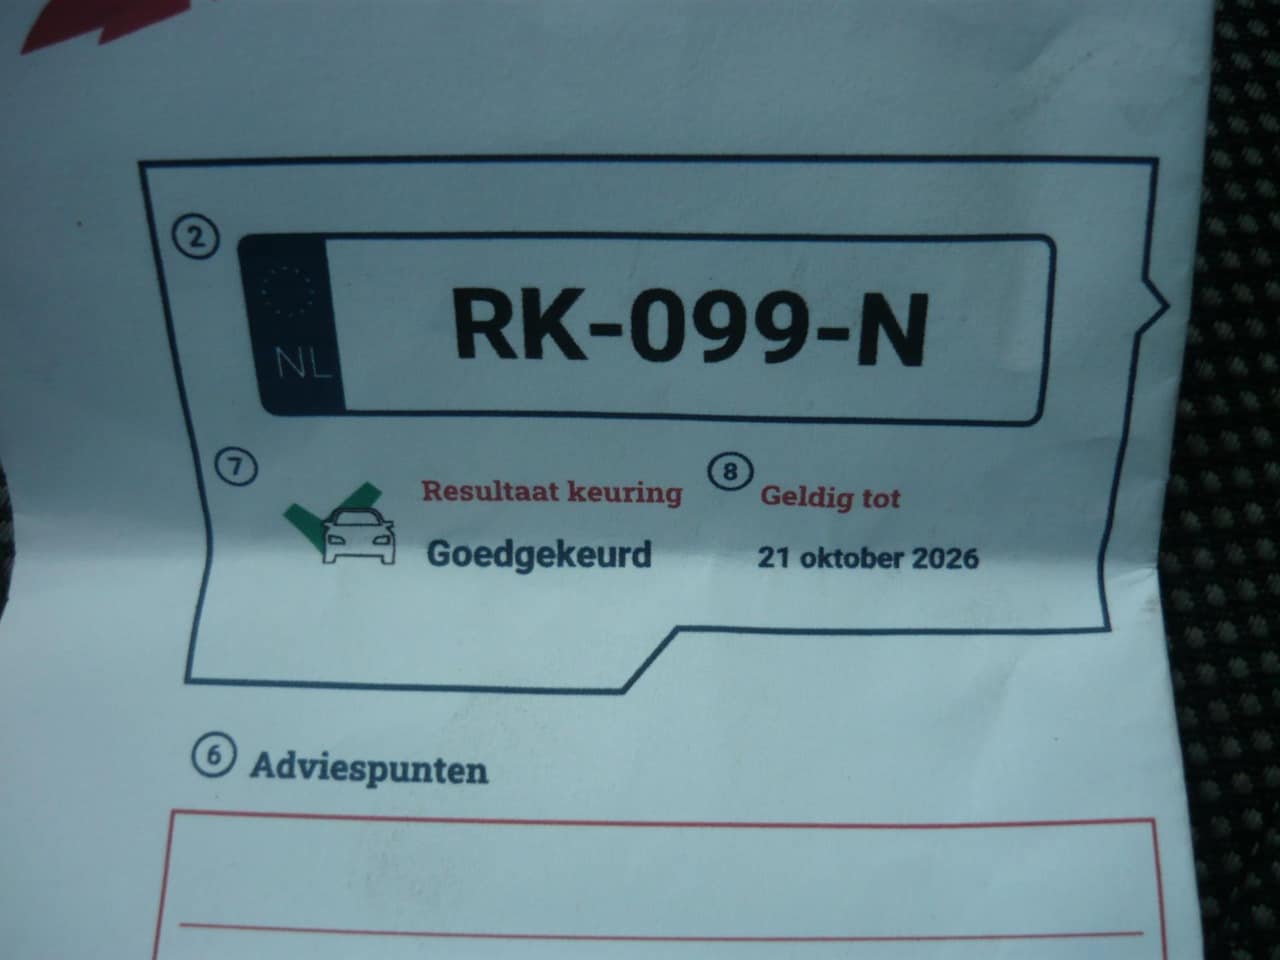 2
NL
RK-099-N
7
Resultaat keuring
Goedgekeurd
8
Geldig tot
21 oktober 2026
6 Adviespunten